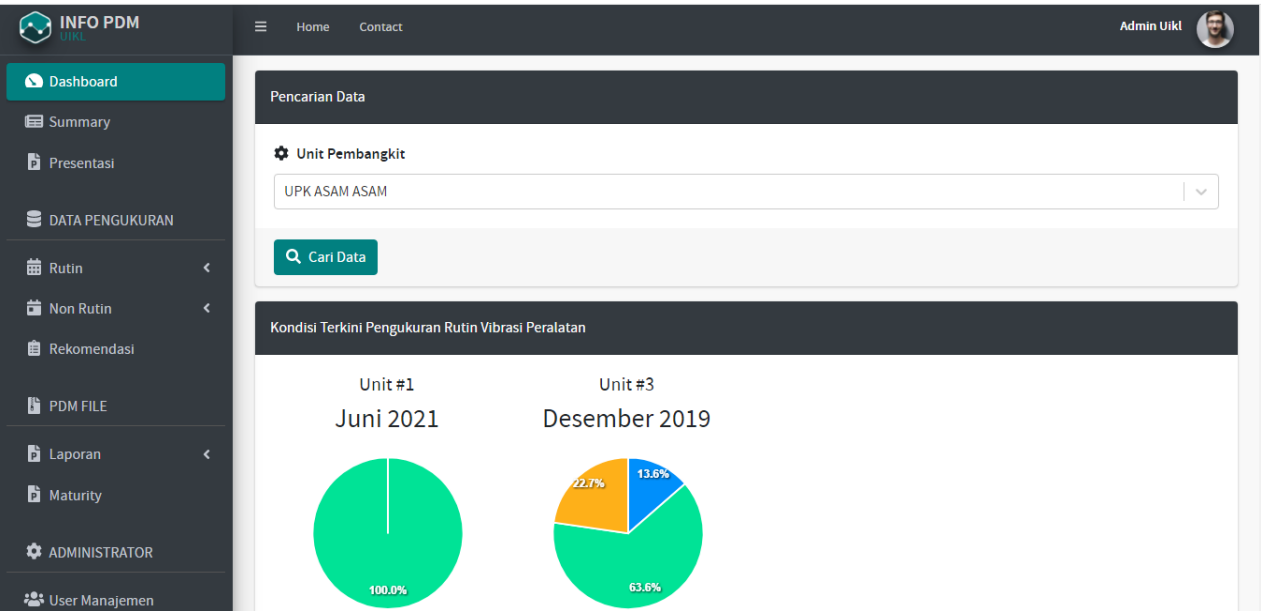 INFO PDM
UIKL
Home
Contact
Admin Uikl
Dashboard
Summary
Presentasi
DATA PENGUKURAN
Rutin
Non Rutin
Rekomendasi
PDM FILE
Laporan
Maturity
ADMINISTRATOR
User Manajemen
Pencarian Data
Unit Pembangkit
UPK ASAM ASAM
Cari Data
Kondisi Terkini Pengukuran Rutin Vibrasi Peralatan
Unit #1
Juni 2021
100.0%
Unit #3
Desember 2019
22.7%
13.6%
63.6%